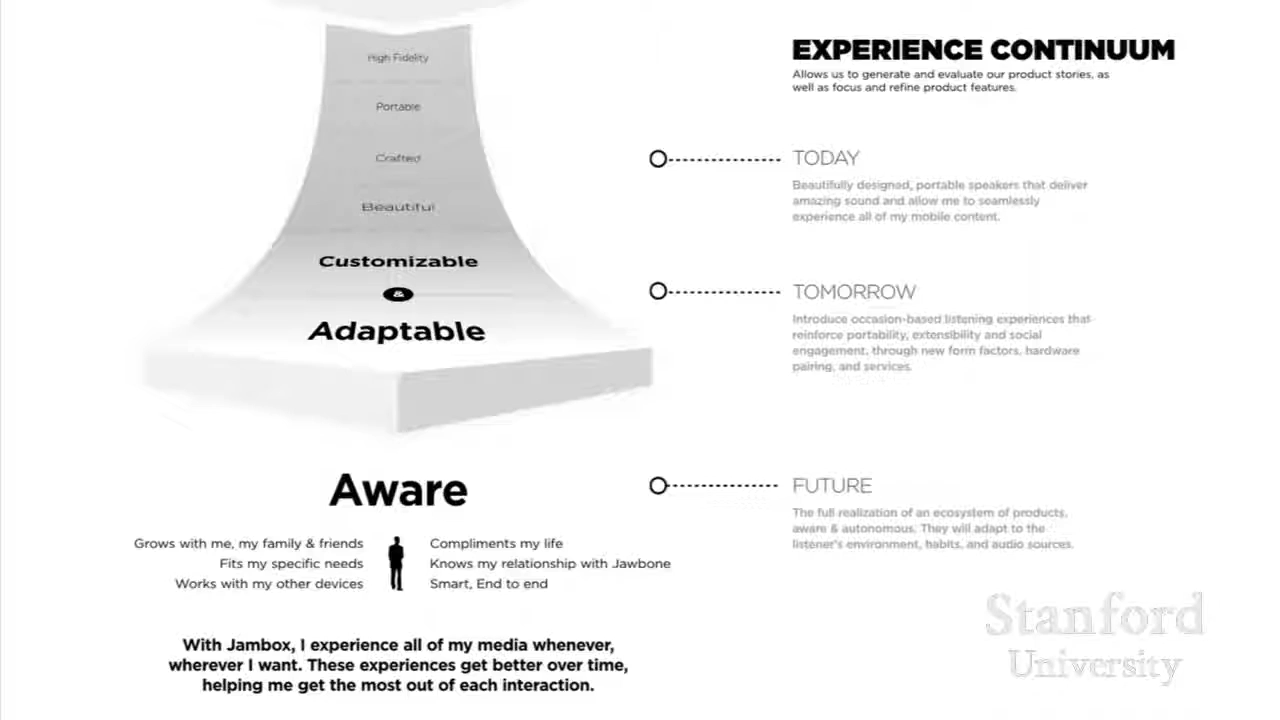 High Fidelity
Portable
Crafted
Beautiful
Customizable
&
Adaptable
Aware
Grows with me, my family & friends
Fits my specific needs
Works with my other devices
Compliments my life
Knows my relationship with Jawbone
Smart, End to end
With Jambox, I experience all of my media whenever,
wherever I want. These experiences get better over time,
helping me get the most out of each interaction.
EXPERIENCE CONTINUUM
Allows us to generate and evaluate our product stories, as
well as focus and refine product features.
TODAY
Beautifully designed, portable speakers that deliver
amazing sound and allow me to seamlessly
experience all of my mobile content.
TOMORROW
Introduce occasion-based listening experiences that
reinforce portability, extensibility and social
engagement, through new form factors, hardware
pairing, and services.
FUTURE
The full realization of an ecosystem of products,
aware & autonomous. They will adapt to the
listener's environment, habits, and audio sources.
Stanford
University